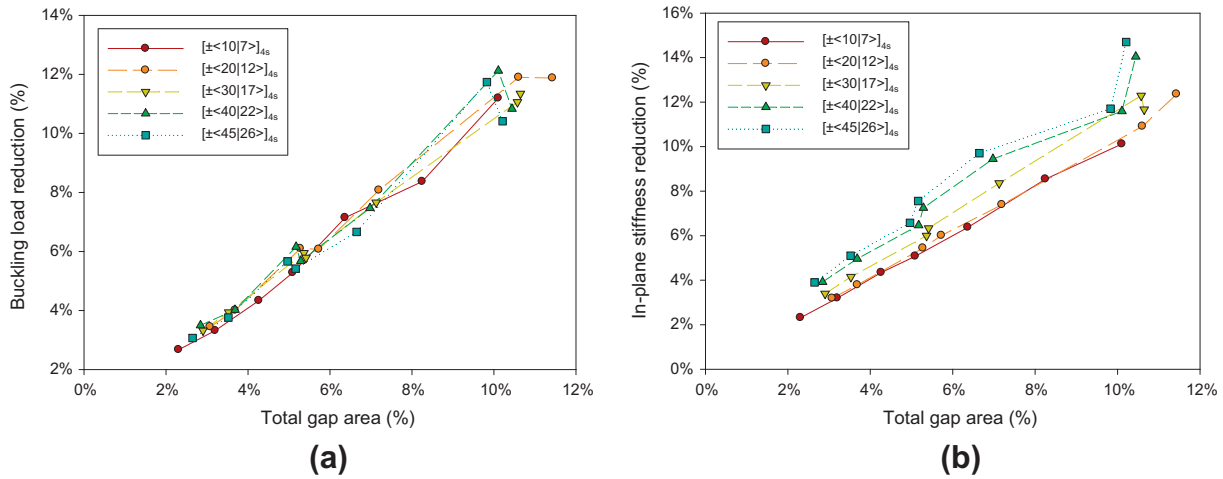 14%
12%
10%
8%
6%
4%
2%
0%
2%
4%
6%
8%
10%
12%
Buckling load reduction (%)
Total gap area (%)
[±<10|7>]4s
[±<20|12>]4s
[±<30|17>]4s
[±<40|22>]4s
[±<45|26>]4s
(a)
16%
14%
12%
10%
8%
6%
4%
2%
0%
0%
2%
4%
6%
8%
10%
12%
In-plane stiffness reduction (%)
Total gap area (%)
[±<10|7>]4s
[±<20|12>]4s
[±<30|17>]4s
[±<40|22>]4s
[±<45|26>]4s
(b)